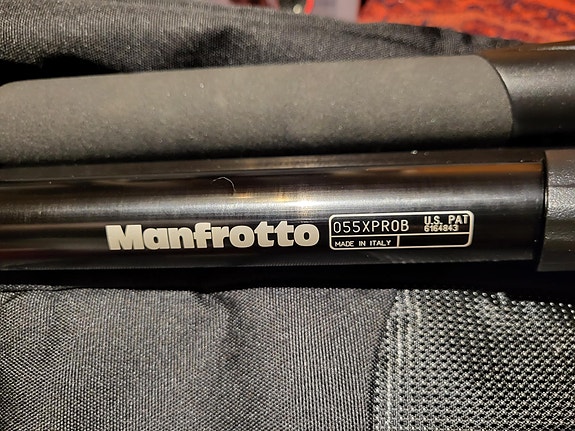 Manfrotto
055XPROB
U.S. PAT
6164843
MADE IN ITALY